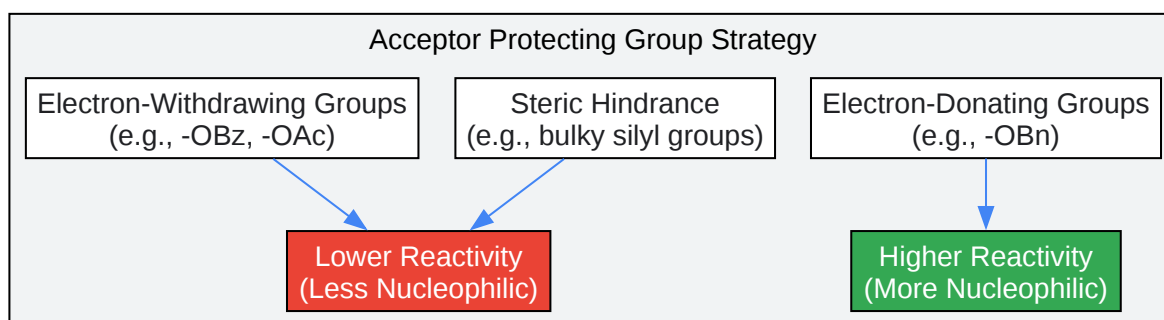 Acceptor Protecting Group Strategy
Electron-Withdrawing Groups
(e.g., -OBz, -OAc)
Steric Hindrance
(e.g., bulky silyl groups)
Electron-Donating Groups
(e.g., -OBn)
Lower Reactivity
(Less Nucleophilic)
Higher Reactivity
(More Nucleophilic)